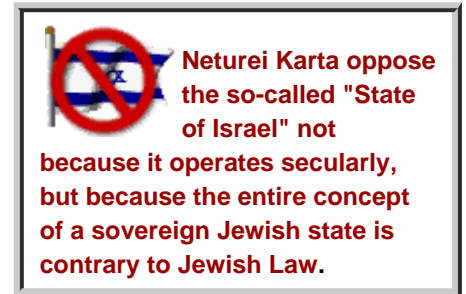 Neturei Karta oppose
the so-called "State
of Israel" not
because it operates secularly,
but because the entire concept
of a sovereign Jewish state is
contrary to Jewish Law.